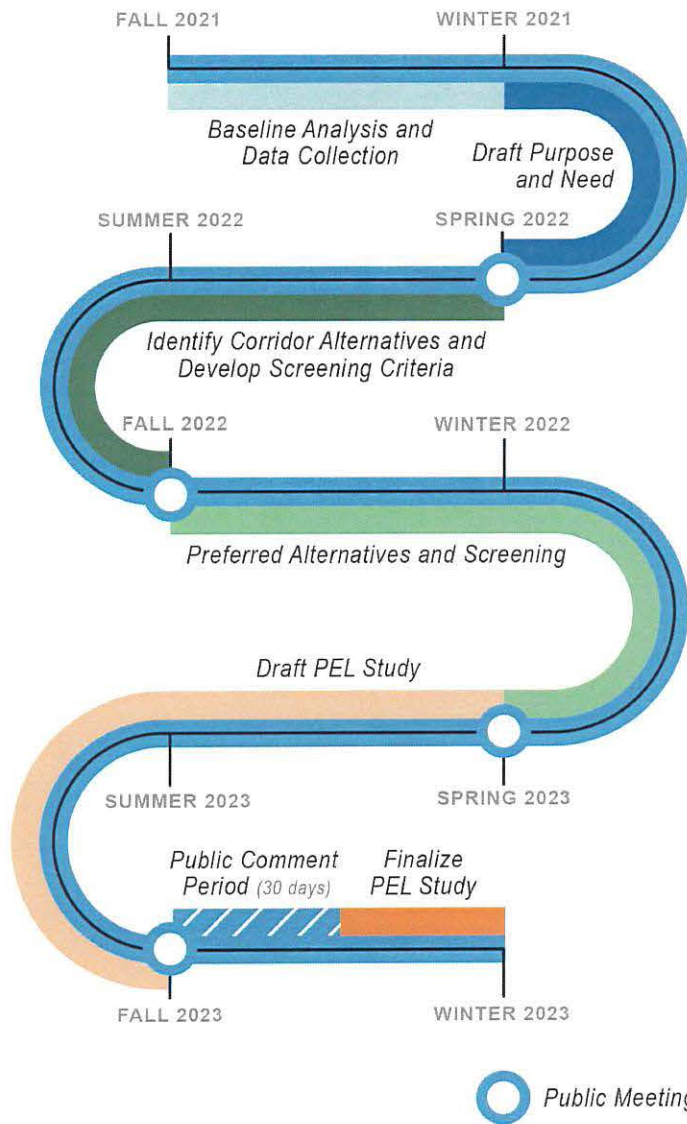 FALL 2021
WINTER 2021
Baseline Analysis and
Data Collection
Draft Purpose
and Need
SUMMER 2022
SPRING 2022
Identify Corridor Alternatives and
Develop Screening Criteria
FALL 2022
WINTER 2022
Preferred Alternatives and Screening
Draft PEL Study
SUMMER 2023
SPRING 2023
Public Comment
Period (30 days)
Finalize
PEL Study
FALL 2023
WINTER 2023
Public Meeting